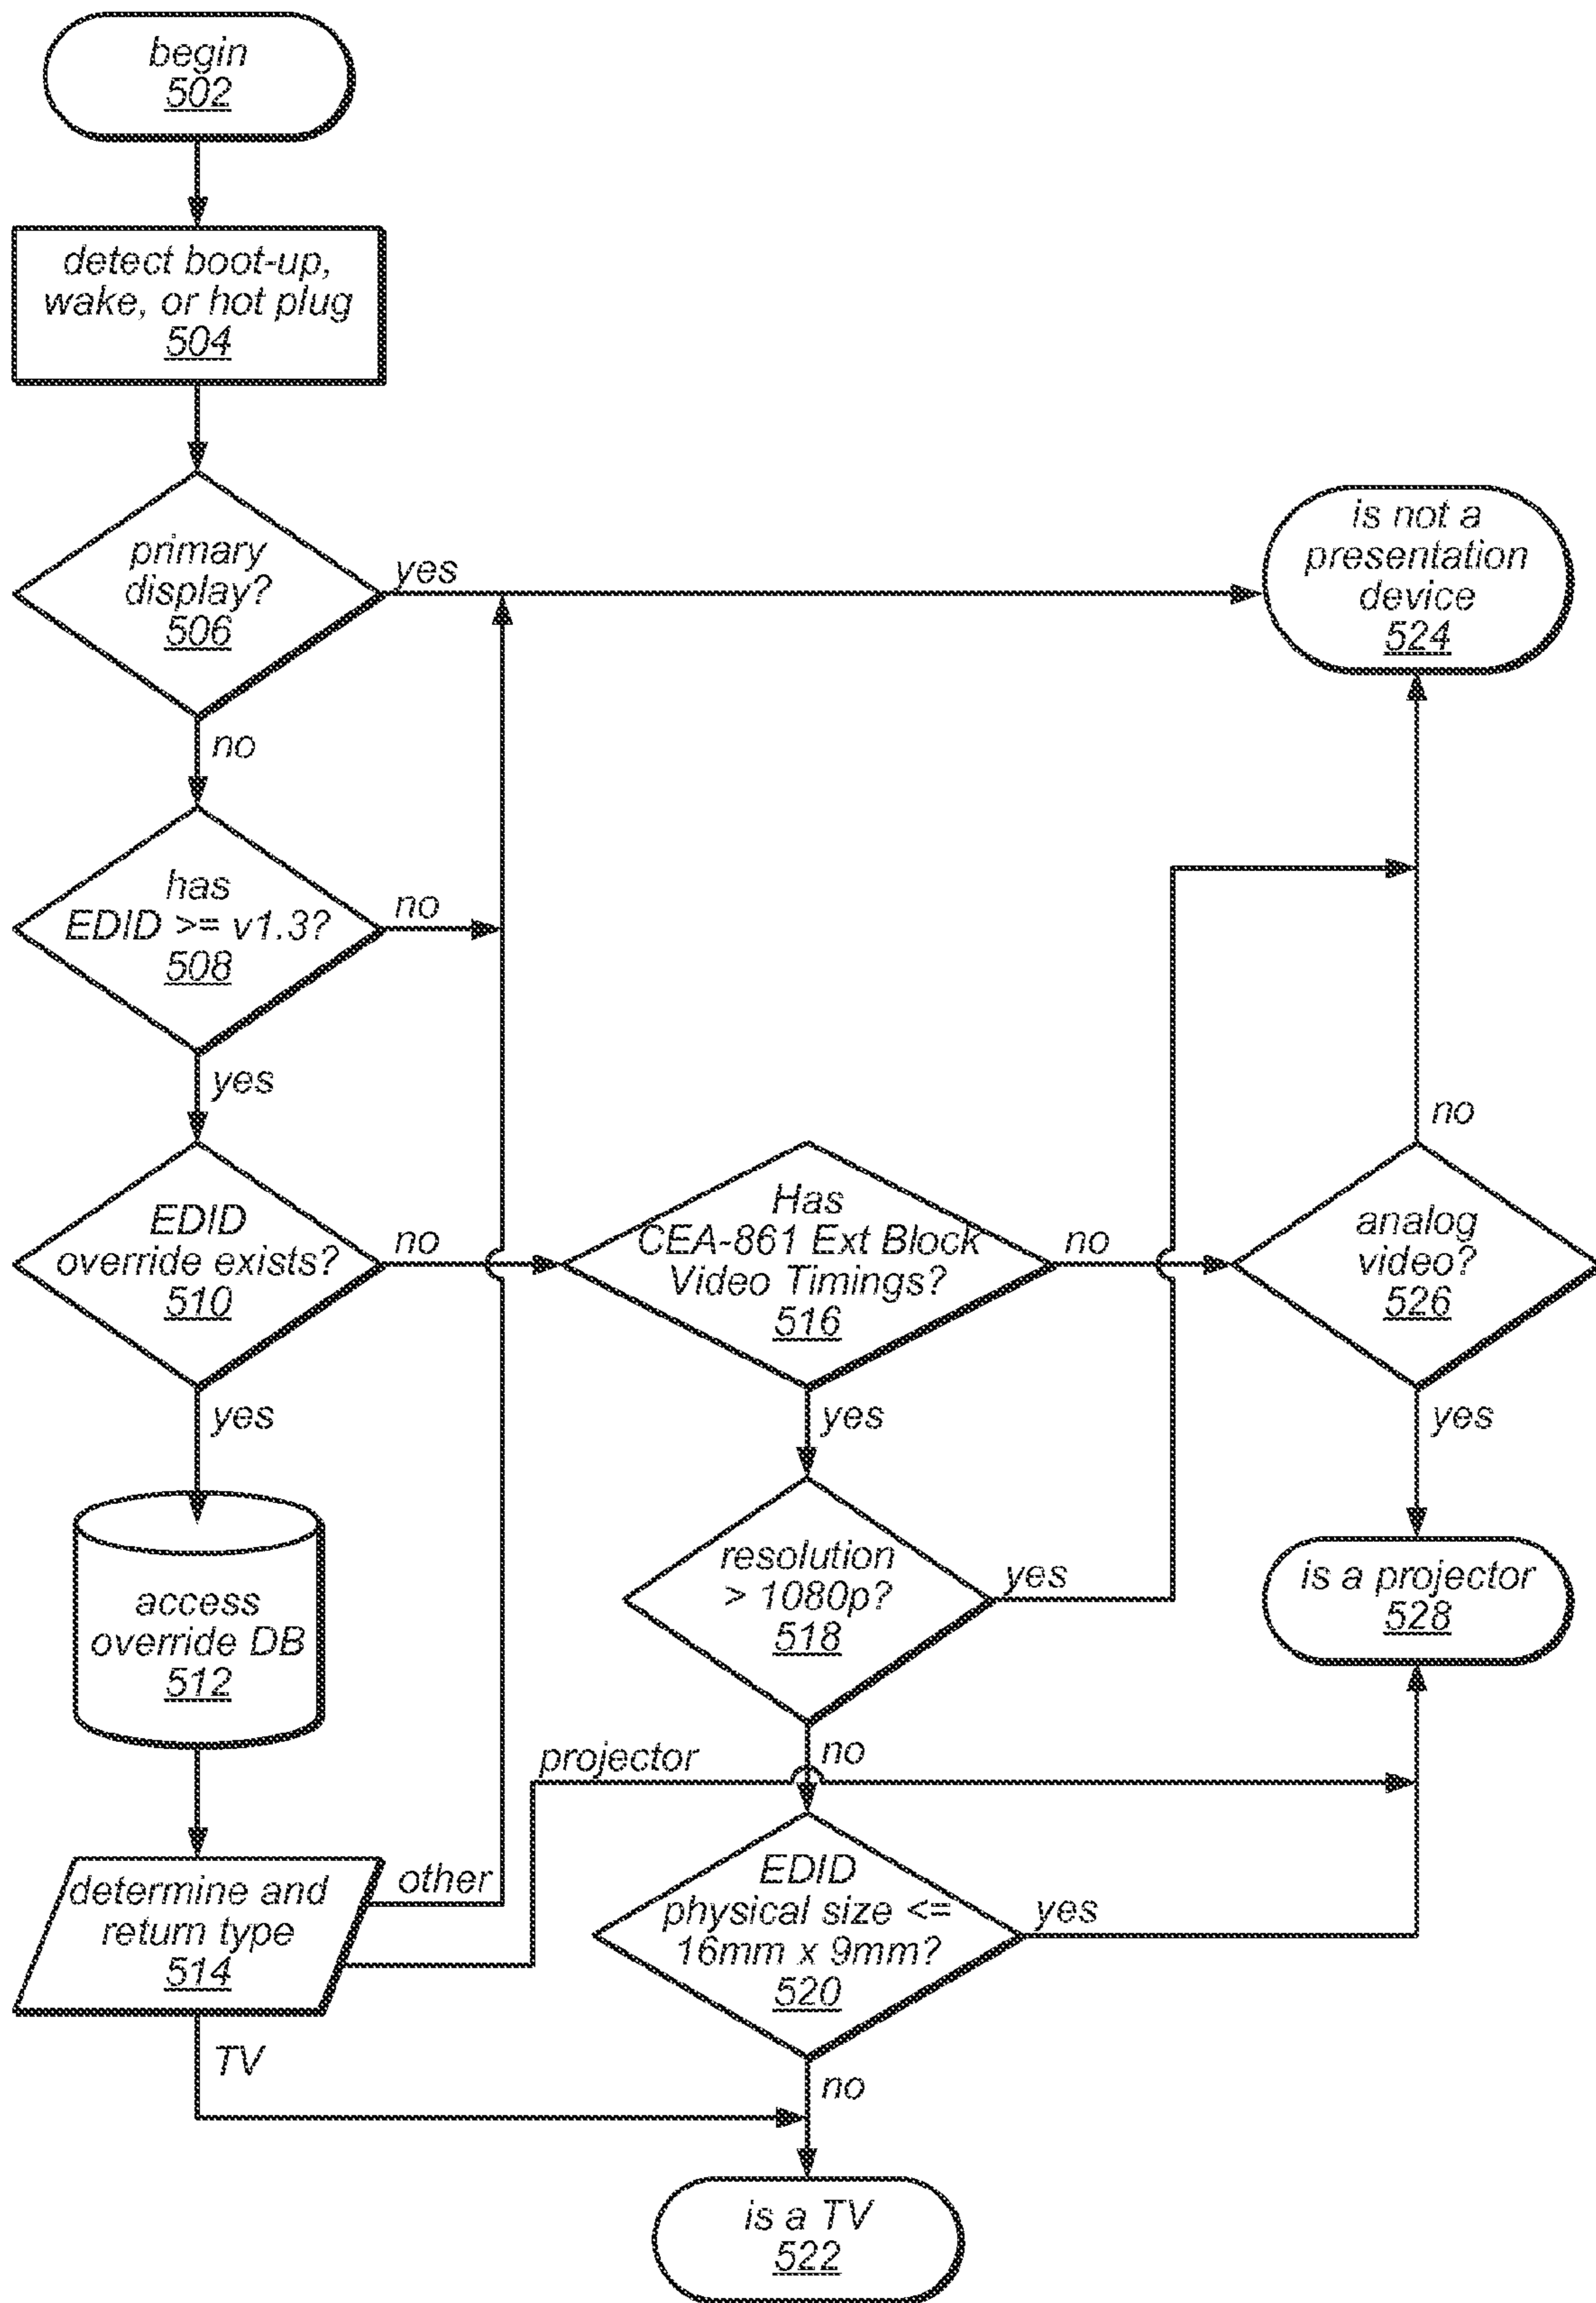 begin
502
detect boot-up,
wake, or hot plug
504
primary
display?
506
yes
is not a
presentation
device
524
no
has
EDID >= v1.3?
508
no
yes
EDID
override exists?
510
no
Has
CEA-861 Ext Block
Video Timings?
516
no
no
analog
video?
526
yes
yes
yes
access
override DB
512
resolution
> 1080p?
518
yes
is a projector
528
no
projector
determine and
return type
514
other
TV
EDID
physical size <=
16mm x 9mm?
520
yes
no
is a TV
522